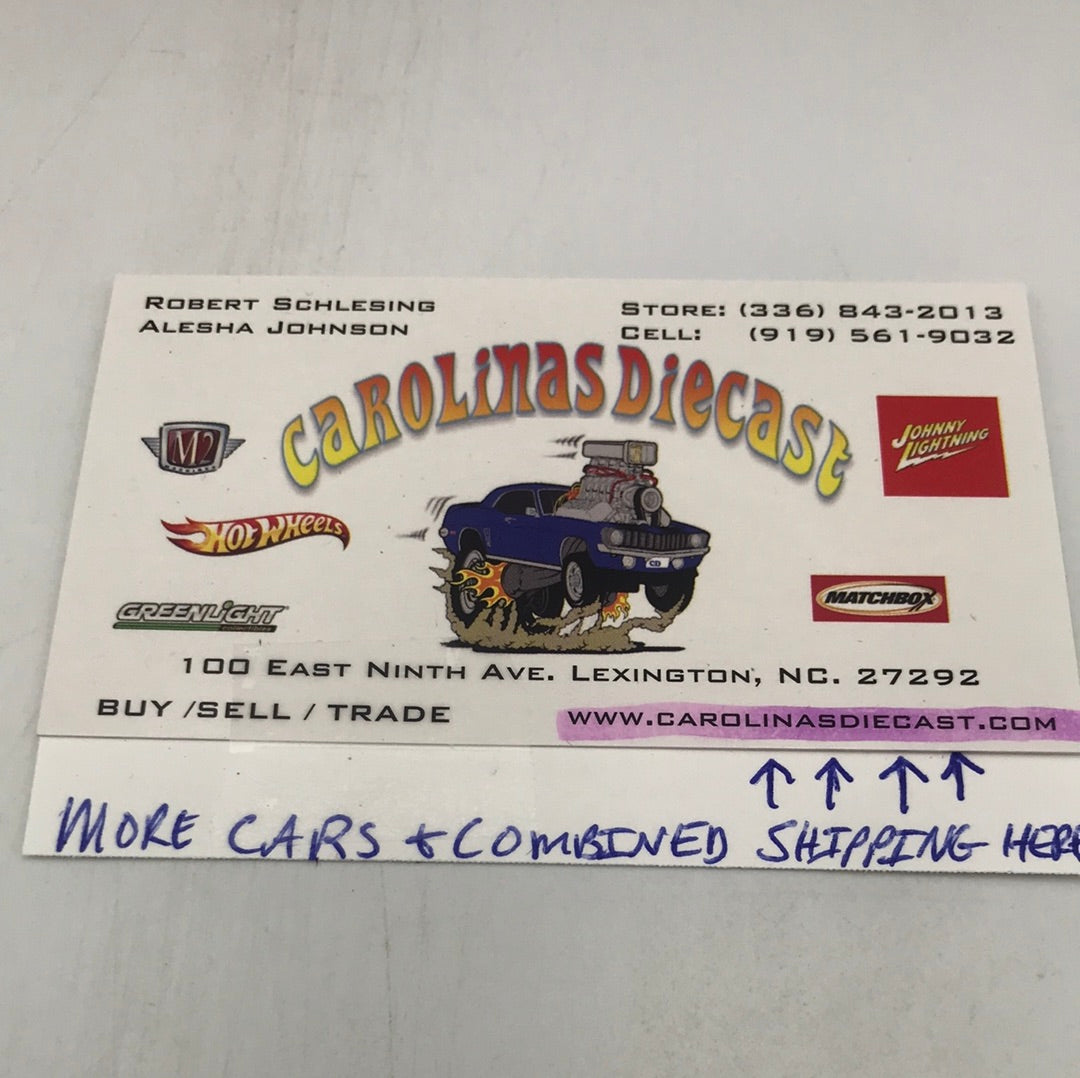 ROBERT SCHLESING
ALESHA JOHNSON
STORE: (336) 843-2013
CELL: (919) 561-9032
CAROLINAS DIECAST
M2
JOHNNY
LIGHTNING
HOT WHEELS
CD
GREENLIGHT
collectibles
MATCHBOX
100 EAST NINTH AVE. LEXINGTON, NC. 27292
BUY /SELL / TRADE
WWW.CAROLINASDIECAST.COM
MORE CARS + COMBINED SHIPPING HERE